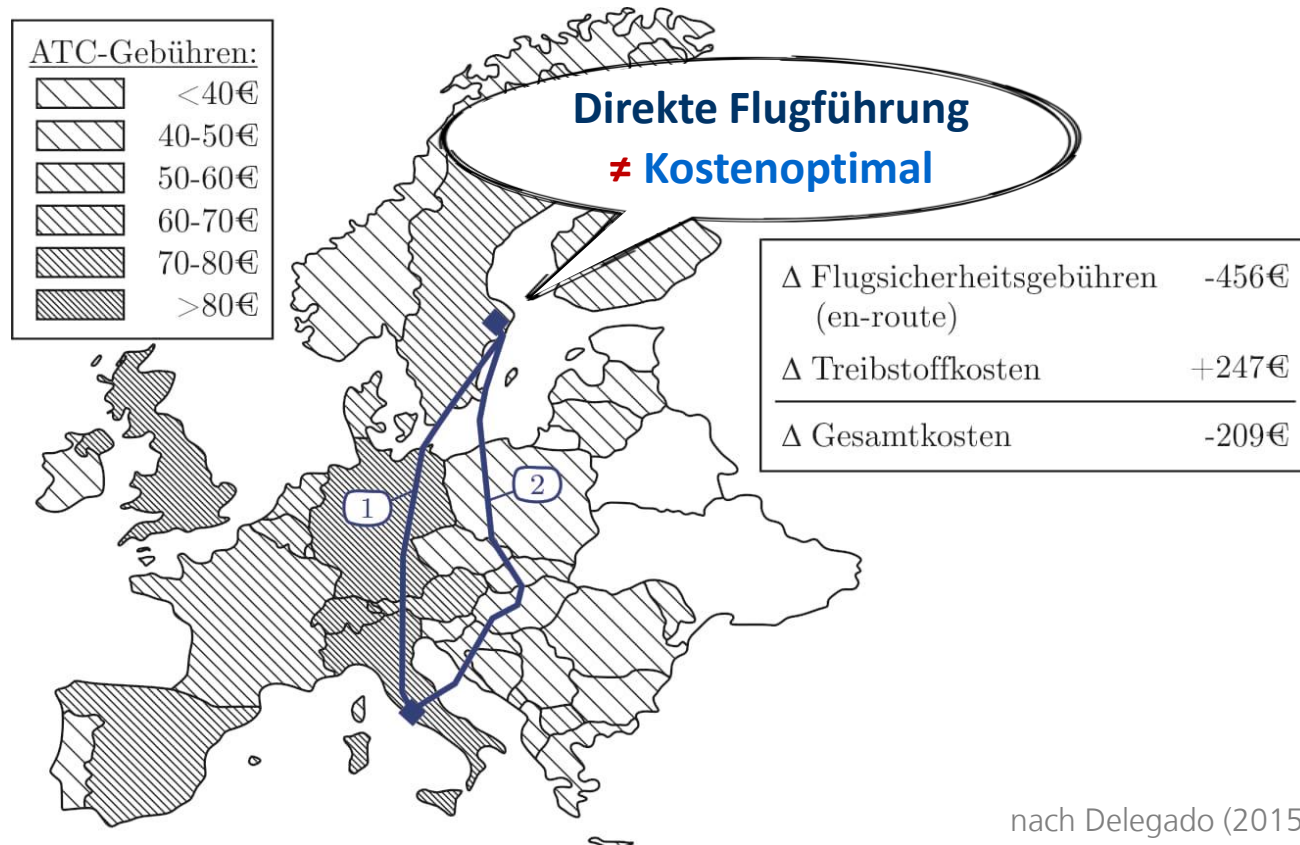 ATC-Gebühren:
<40€
40-50€
50-60€
60-70€
70-80€
>80€
Direkte Flugführung
≠ Kostenoptimal
Δ Flugsicherheitsgebühren -456€
(en-route)
Δ Treibstoffkosten +247€
Δ Gesamtkosten -209€
1
2
nach Delegado (2015